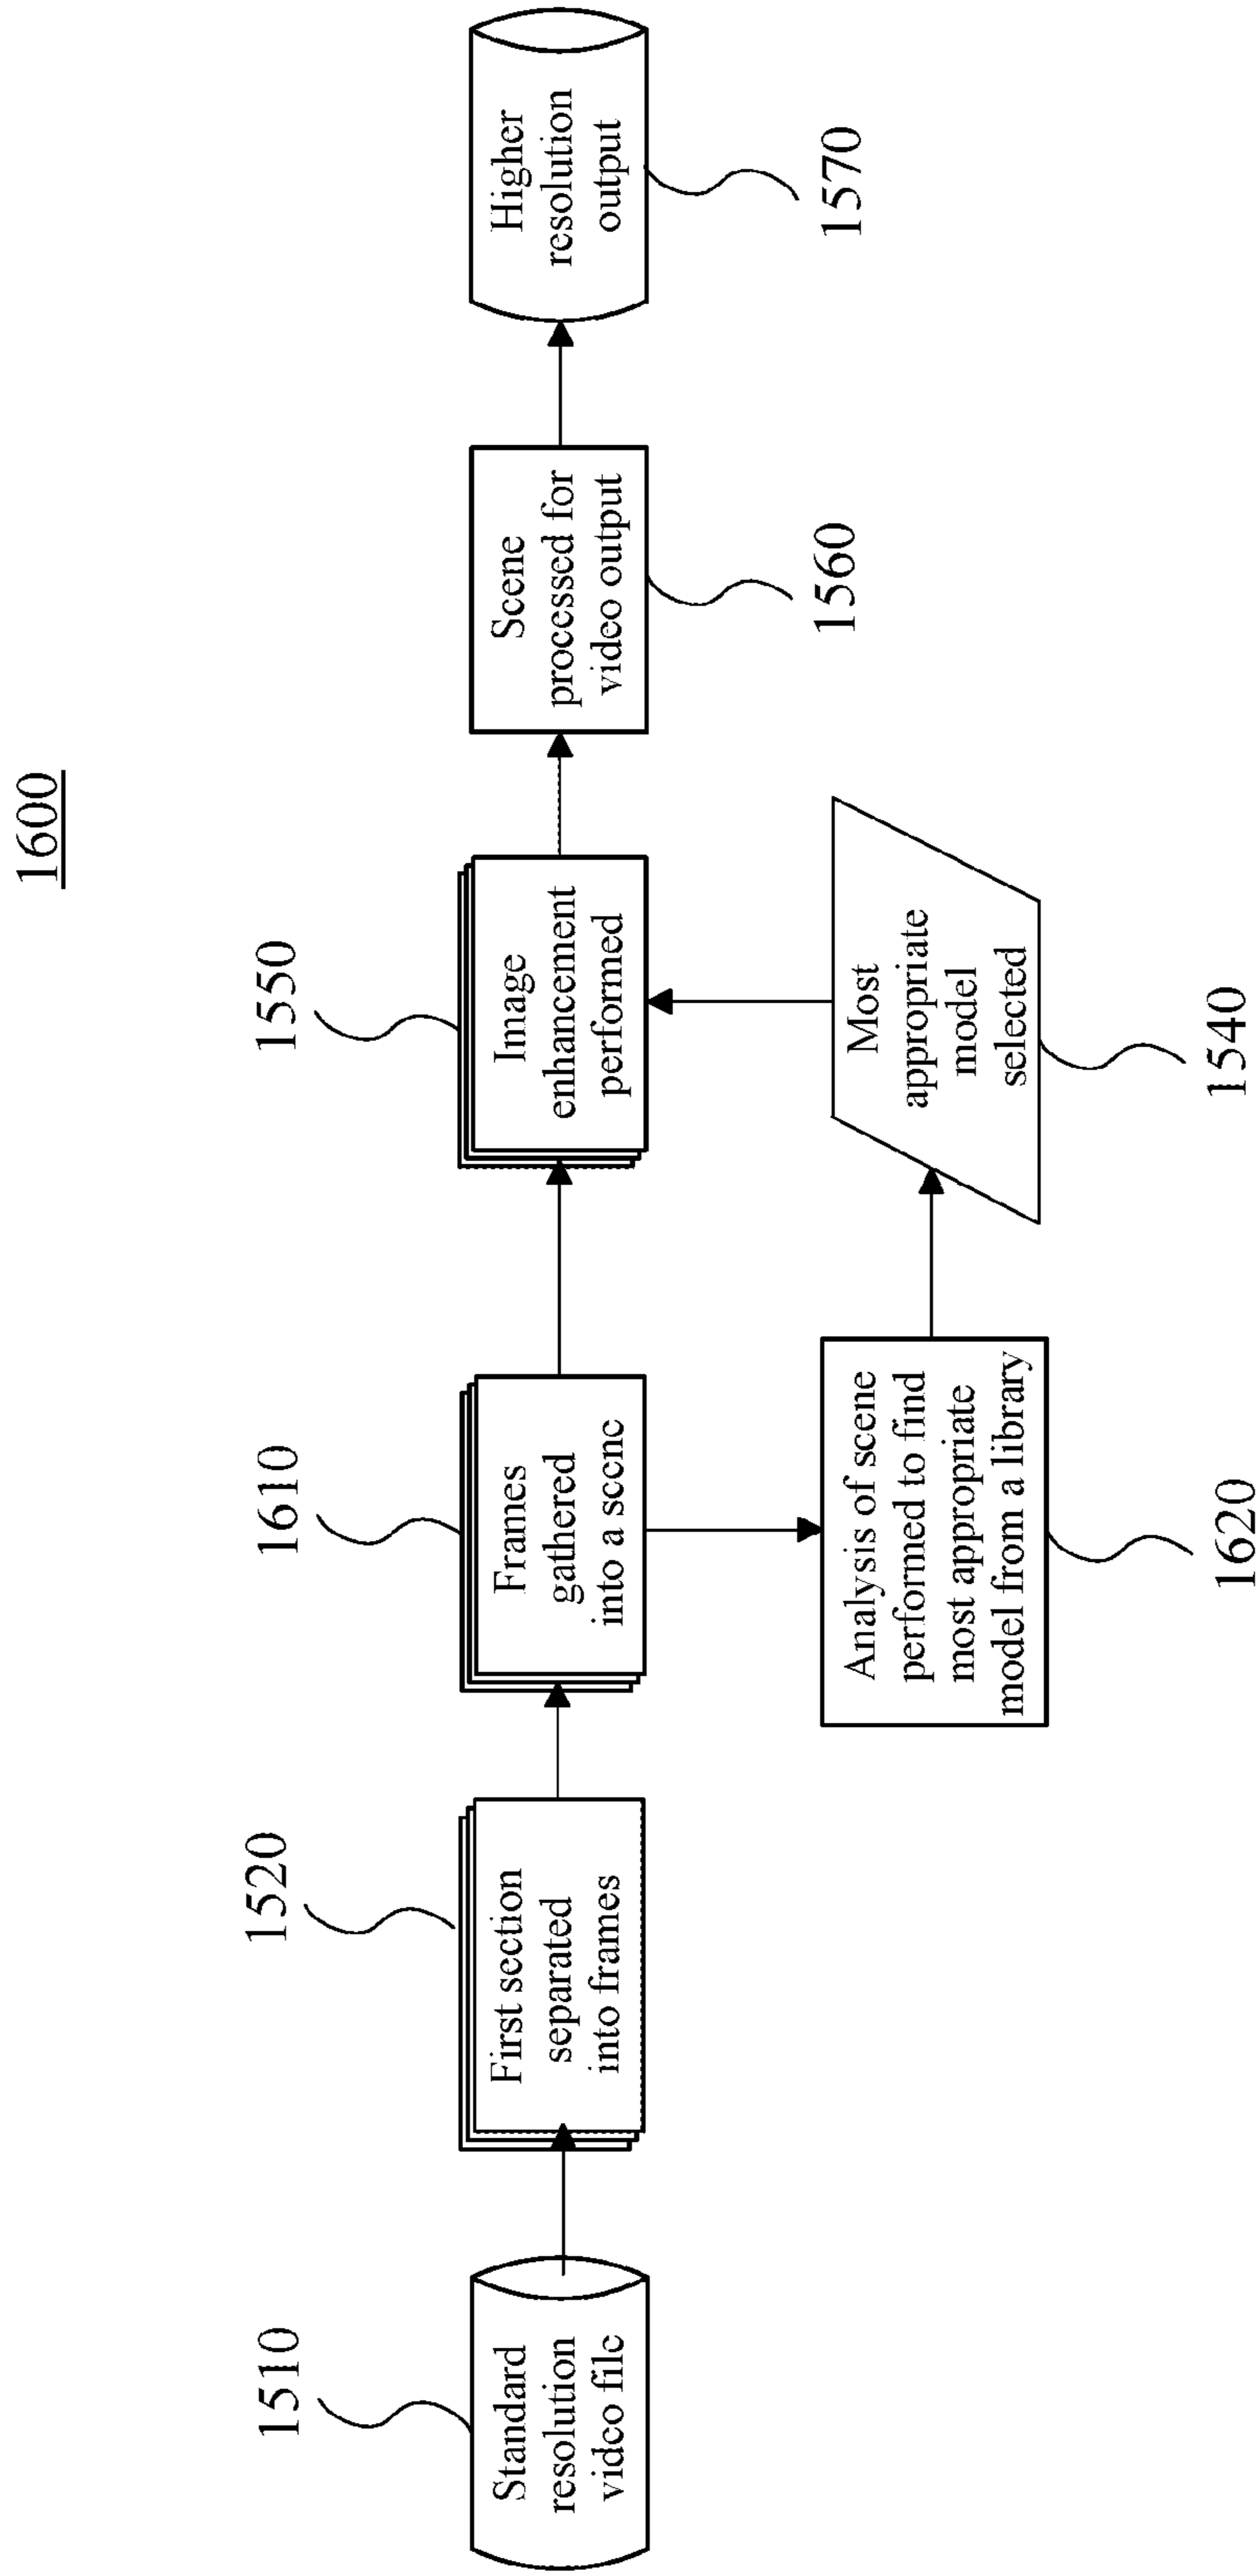 1600
1510
Standard
resolution
video file
1520
First section
separated
into frames
1610
Frames
gathered
into a scene
1550
Image
enhancement
performed
Scene
processed for
video output
1560
Higher
resolution
output
1570
Analysis of scene
performed to find
most appropriate
model from a library
1620
Most
appropriate
model
selected
1540